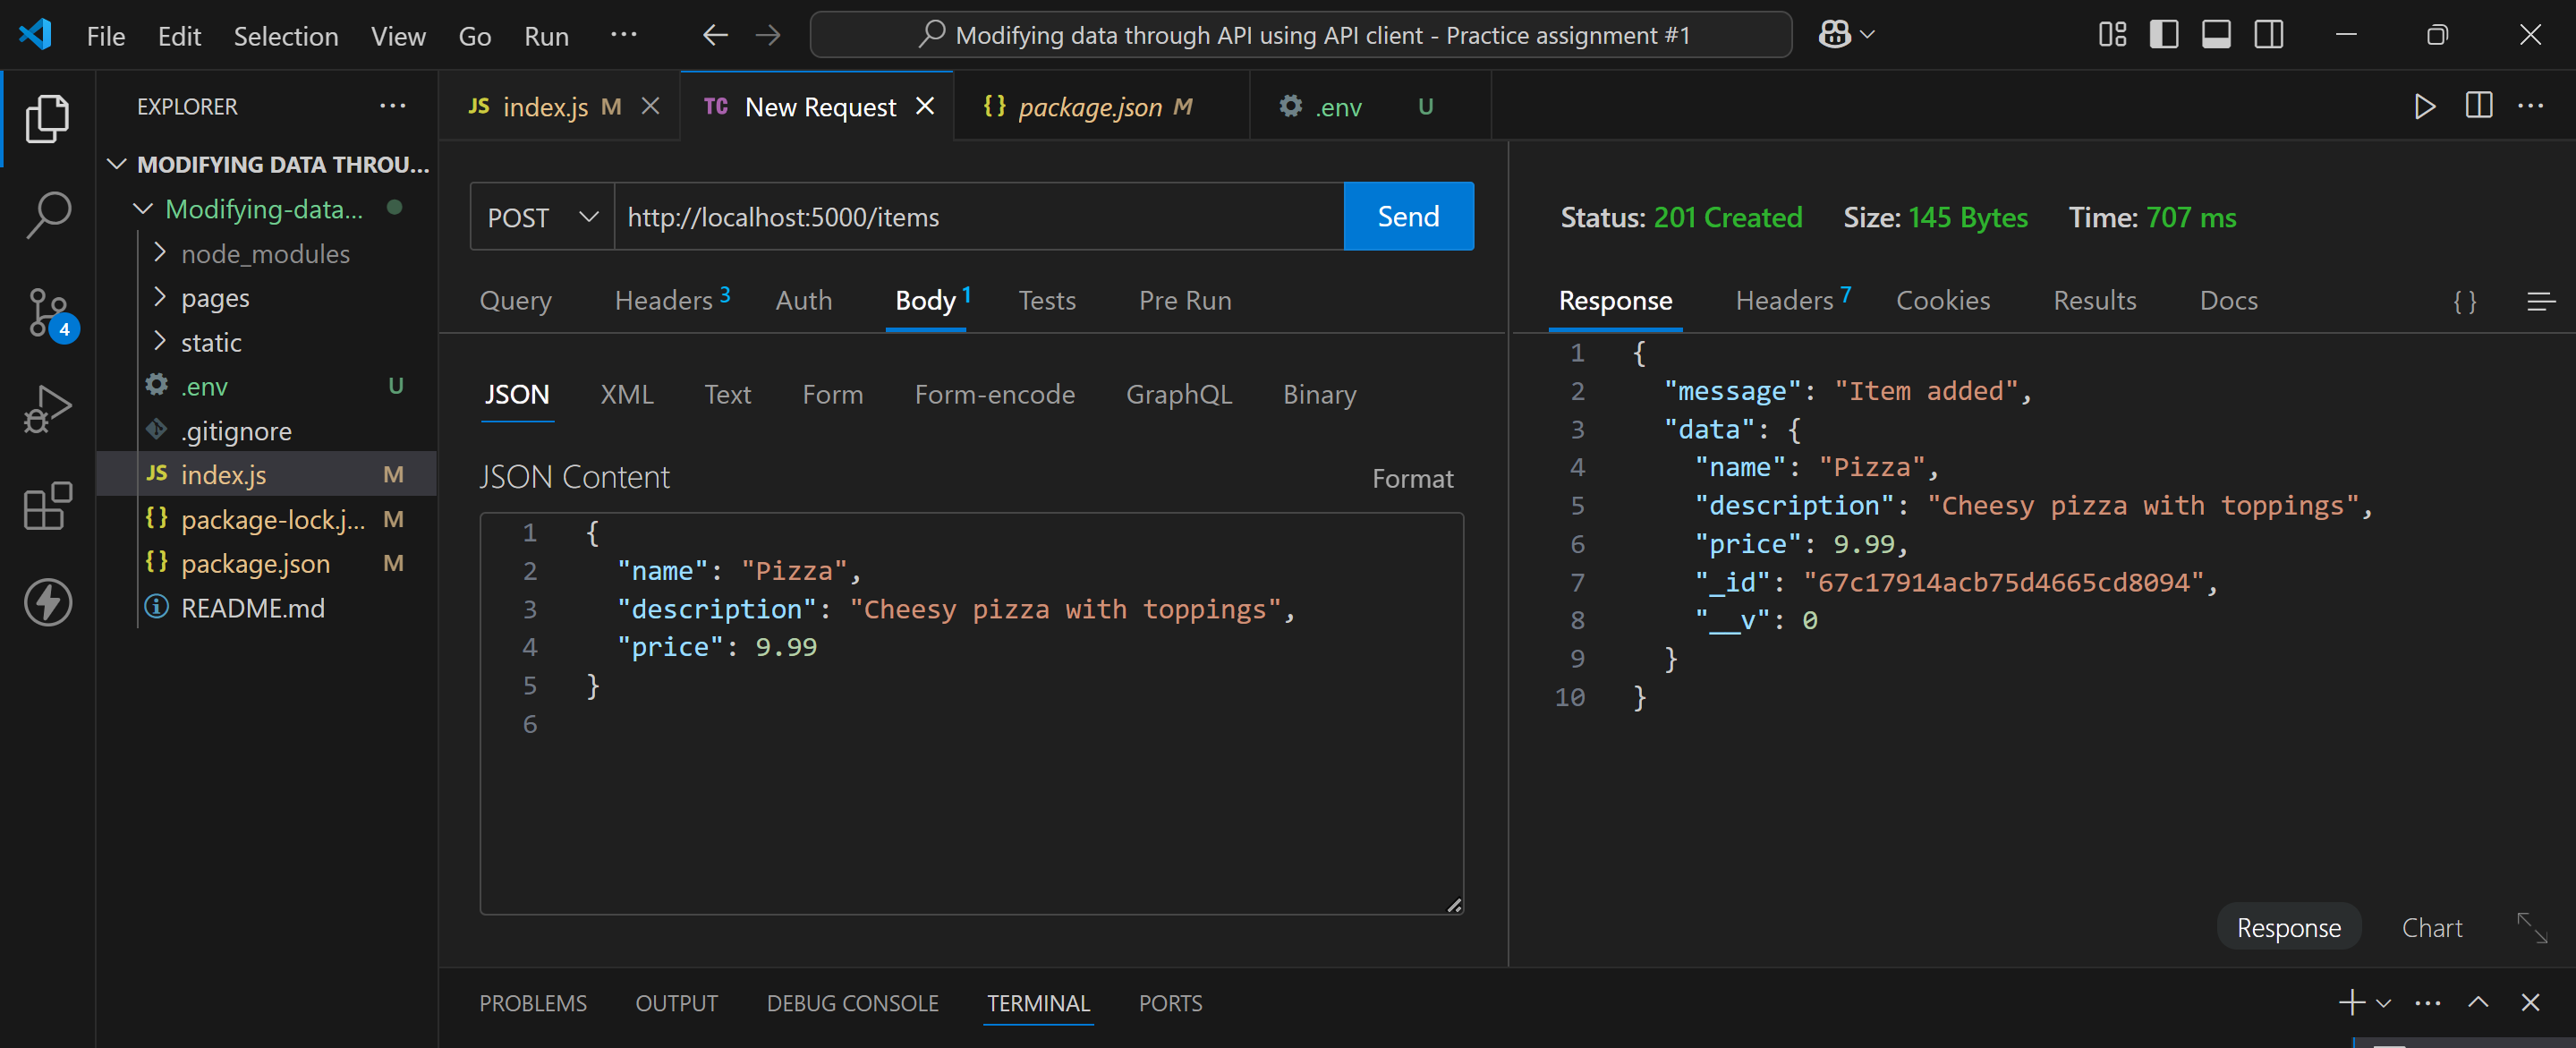 File Edit Selection View Go Run ···
Modifying data through API using API client - Practice assignment #1
EXPLORER ···
MODIFYING DATA THROU...
Modifying-data...
node_modules
pages
static
.env U
.gitignore
JS index.js M
{} package-lock.j... M
{} package.json M
README.md
4
JS index.js M
TC New Request
{} package.json M
.env U
POST http://localhost:5000/items Send
Query Headers 3 Auth Body 1 Tests Pre Run
JSON XML Text Form Form-encode GraphQL Binary
JSON Content Format
1 {
2 "name": "Pizza",
3 "description": "Cheesy pizza with toppings",
4 "price": 9.99
5 }
6
Status: 201 Created Size: 145 Bytes Time: 707 ms
Response Headers 7 Cookies Results Docs { }
1 {
2 "message": "Item added",
3 "data": {
4 "name": "Pizza",
5 "description": "Cheesy pizza with toppings",
6 "price": 9.99,
7 "_id": "67c17914acb75d4665cd8094",
8 "__v": 0
9 }
10 }
Response Chart
PROBLEMS OUTPUT DEBUG CONSOLE TERMINAL PORTS